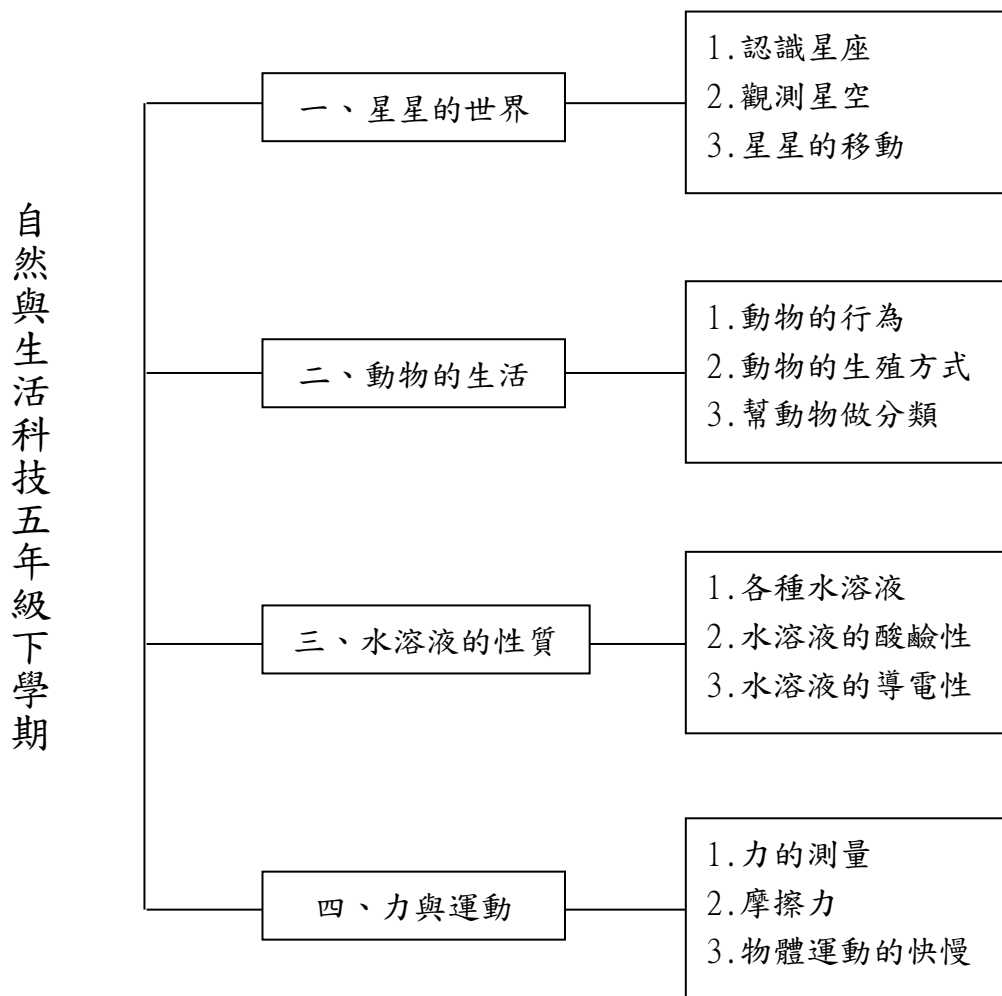 自然與生活科技五年級下學期
一、星星的世界
1.認識星座
2.觀測星空
3.星星的移動
二、動物的生活
1.動物的行為
2.動物的生殖方式
3.幫動物做分類
三、水溶液的性質
1.各種水溶液
2.水溶液的酸鹼性
3.水溶液的導電性
四、力與運動
1.力的測量
2.摩擦力
3.物體運動的快慢